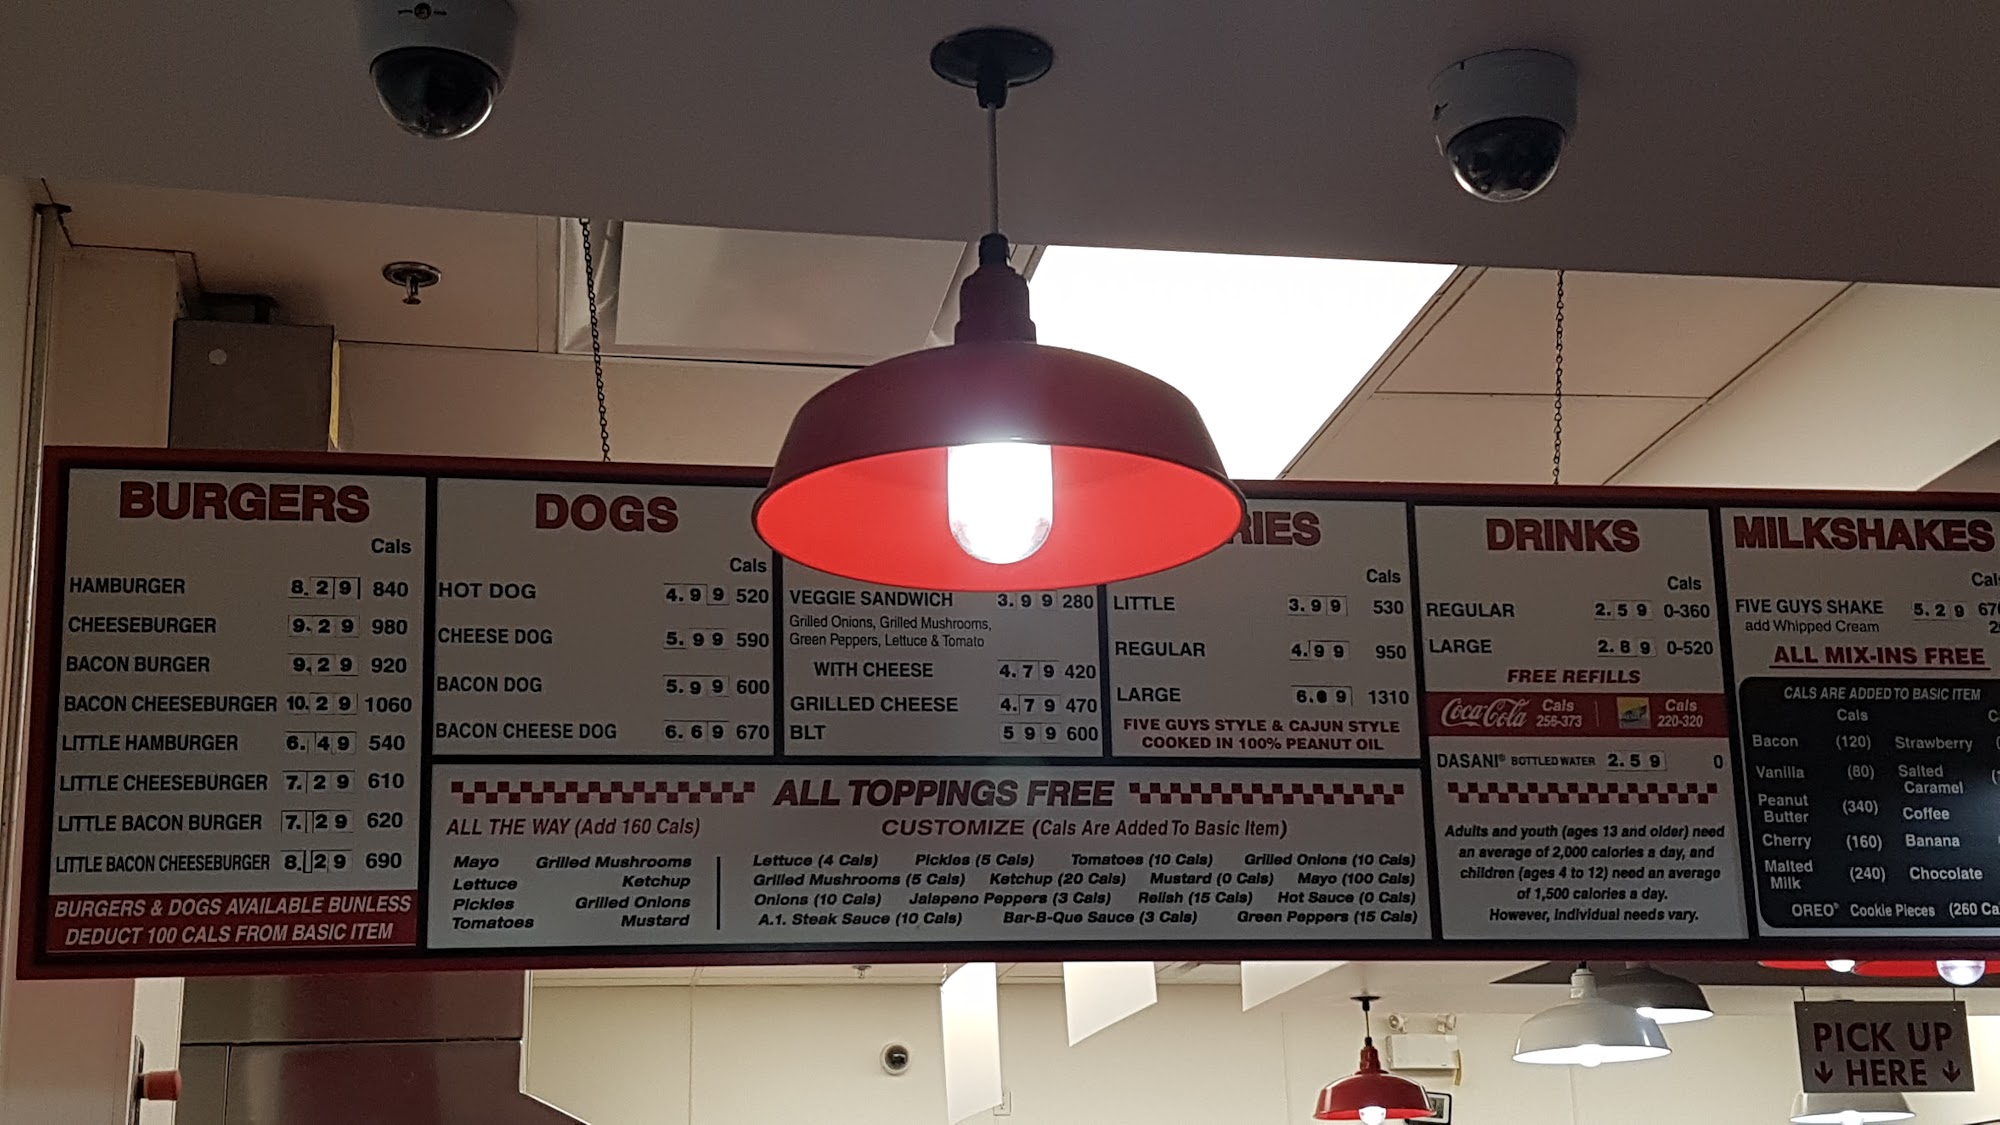 BURGERS
Cals
HAMBURGER 8.29 840
CHEESEBURGER 9.29 980
BACON BURGER 9.29 920
BACON CHEESEBURGER 10.29 1060
LITTLE HAMBURGER 6.49 540
LITTLE CHEESEBURGER 7.29 610
LITTLE BACON BURGER 7.29 620
LITTLE BACON CHEESEBURGER 8.29 690
BURGERS & DOGS AVAILABLE BUNLESS
DEDUCT 100 CALS FROM BASIC ITEM
DOGS
Cals
HOT DOG 4.99 520
CHEESE DOG 5.99 590
BACON DOG 5.99 600
BACON CHEESE DOG 6.69 670
VEGGIE SANDWICH 3.99 280
Grilled Onions, Grilled Mushrooms,
Green Peppers, Lettuce & Tomato
WITH CHEESE 4.79 420
GRILLED CHEESE 4.79 470
BLT 599 600
RIES
Cals
LITTLE 3.99 530
REGULAR 4.99 950
LARGE 1310
FIVE GUYS STYLE & CAJUN STYLE
COOKED IN 100% PEANUT OIL
ALL TOPPINGS FREE
ALL THE WAY (Add 160 Cals)
Mayo Grilled Mushrooms
Lettuce Ketchup
Pickles Grilled Onions
Tomatoes Mustard
CUSTOMIZE (Cals Are Added To Basic Item)
Lettuce (4 Cals) Pickles (5 Cals) Tomatoes (10 Cals) Grilled Onions (10 Cals)
Grilled Mushrooms (5 Cals) Ketchup (20 Cals) Mustard (0 Cals) Mayo (100 Cals)
Onions (10 Cals) Jalapeno Peppers (3 Cals) Relish (15 Cals) Hot Sauce (0 Cals)
A.1. Steak Sauce (10 Cals) Bar-B-Que Sauce (3 Cals) Green Peppers (15 Cals)
DRINKS
Cals
REGULAR 2.59 0-360
LARGE 2.89 0-520
FREE REFILLS
Coca-Cola Cals 256-373 Cals 220-320
DASANI® BOTTLED WATER 2.59 0
Adults and youth (ages 13 and older) need
an average of 2,000 calories a day, and
children (ages 4 to 12) need an average
of 1,500 calories a day.
However, individual needs vary.
MILKSHAKES
FIVE GUYS SHAKE 5.29
add Whipped Cream
ALL MIX-INS FREE
CALS ARE ADDED TO BASIC ITEM
Cals
Bacon (120) Strawberry
Vanilla (80) Salted Caramel
Peanut Butter (340) Coffee
Cherry (160) Banana
Malted Milk (240) Chocolate
OREO® Cookie Pieces (260
PICK UP
↓ HERE ↓